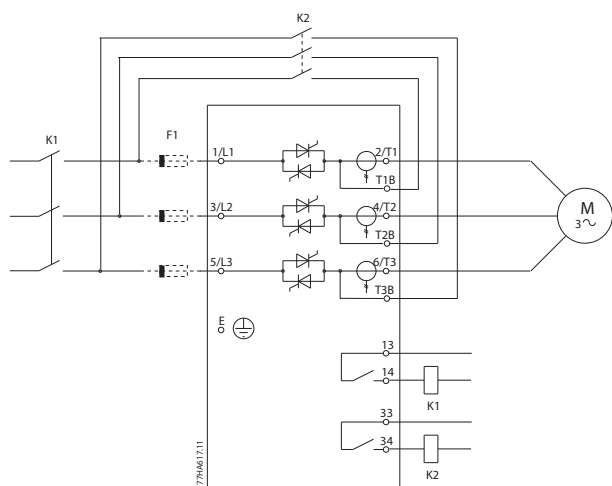 K2
K1
F1
1/L1
2/T1
T1B
3/L2
4/T2
T2B
5/L3
6/T3
T3B
M
3~
E
13
14
K1
33
34
K2
177HA617.11